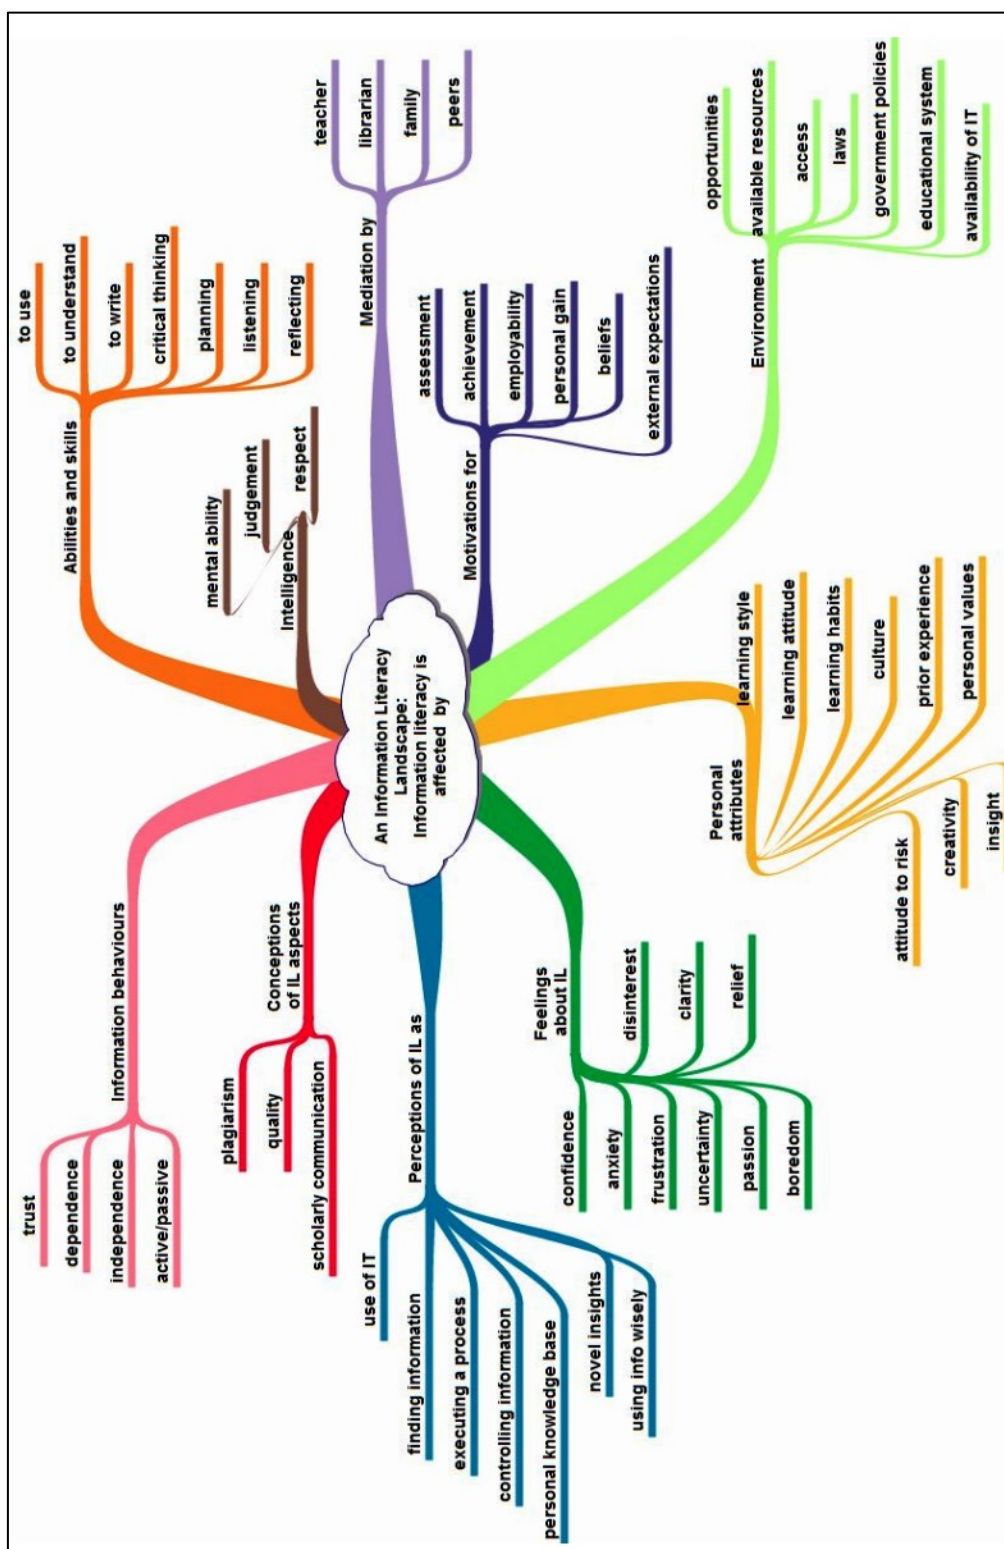 An Information Literacy
Landscape:
Information literacy is
affected by
Information behaviours
trust
dependence
independence
active/passive
Conceptions
of IL aspects
plagiarism
quality
scholarly communication
Perceptions of IL as
use of IT
finding information
executing a process
controlling information
personal knowledge base
novel insights
using info wisely
Feelings
about IL
confidence
anxiety
frustration
uncertainty
passion
boredom
disinterest
clarity
relief
Abilities and skills
to use
to understand
to write
critical thinking
planning
listening
reflecting
Intelligence
mental ability
judgement
respect
Mediation by
teacher
librarian
family
peers
Motivations for
assessment
achievement
employability
personal gain
beliefs
external expectations
Environment
opportunities
available resources
access
laws
government policies
educational system
availability of IT
Personal
attributes
learning style
learning attitude
learning habits
culture
prior experience
personal values
attitude to risk
creativity
insight